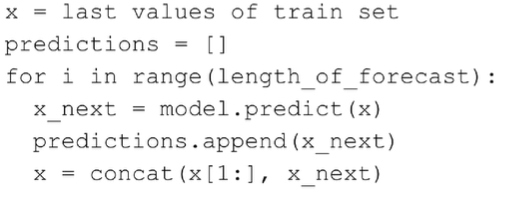 x = last values of train set
predictions = []
for i in range(length_of_forecast):
  x_next = model.predict(x)
  predictions.append(x_next)
  x = concat(x[1:], x_next)